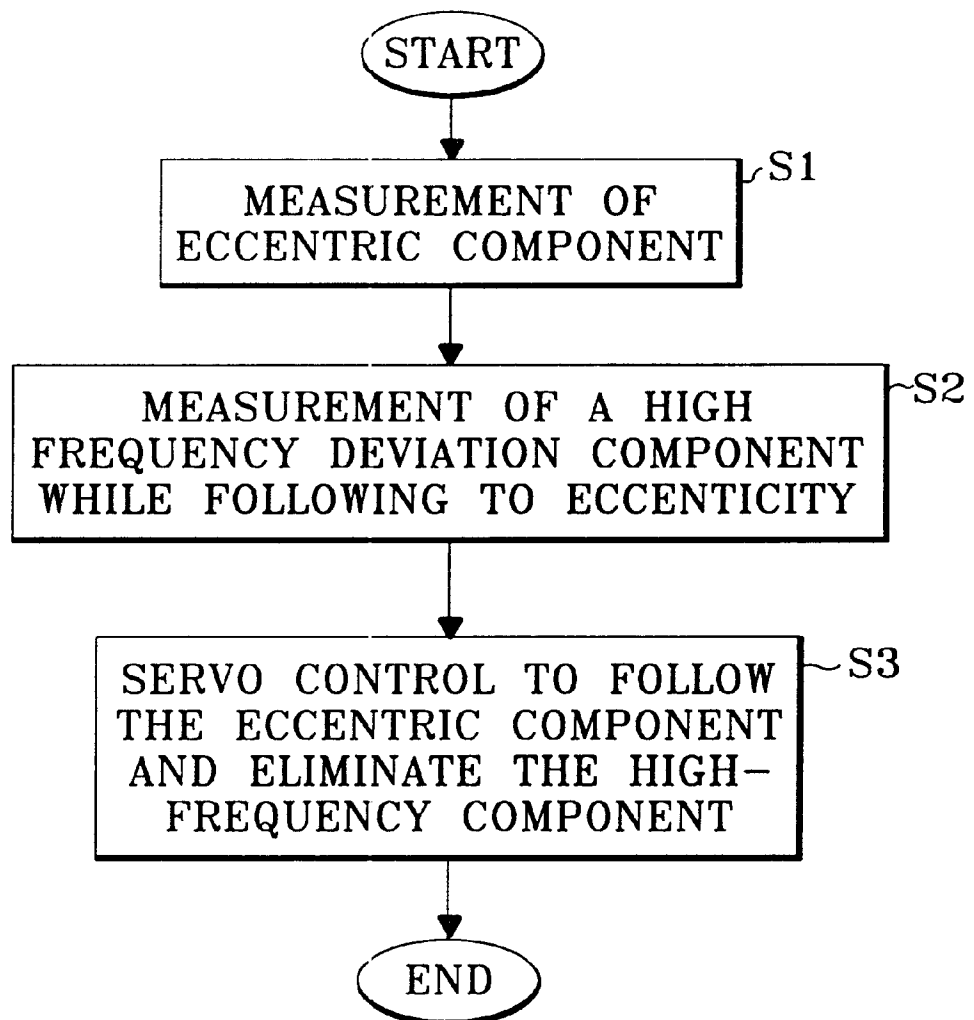 START
S1
MEASUREMENT OF
ECCENTRIC COMPONENT
S2
MEASUREMENT OF A HIGH
FREQUENCY DEVIATION COMPONENT
WHILE FOLLOWING TO ECCENTICITY
S3
SERVO CONTROL TO FOLLOW
THE ECCENTRIC COMPONENT
AND ELIMINATE THE HIGH-
FREQUENCY COMPONENT
END